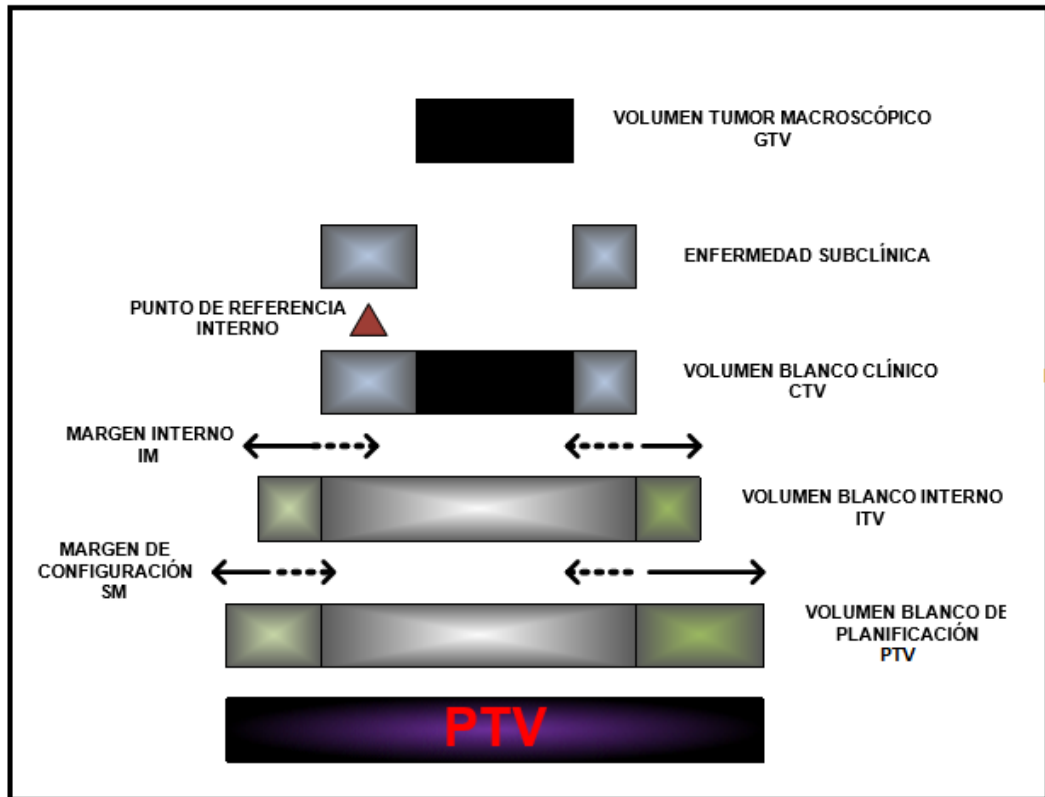 VOLUMEN TUMOR MACROSCÓPICO
GTV
ENFERMEDAD SUBCLÍNICA
PUNTO DE REFERENCIA
INTERNO
VOLUMEN BLANCO CLÍNICO
CTV
MARGEN INTERNO
IM
VOLUMEN BLANCO INTERNO
ITV
MARGEN DE
CONFIGURACIÓN
SM
VOLUMEN BLANCO DE
PLANIFICACIÓN
PTV
PTV